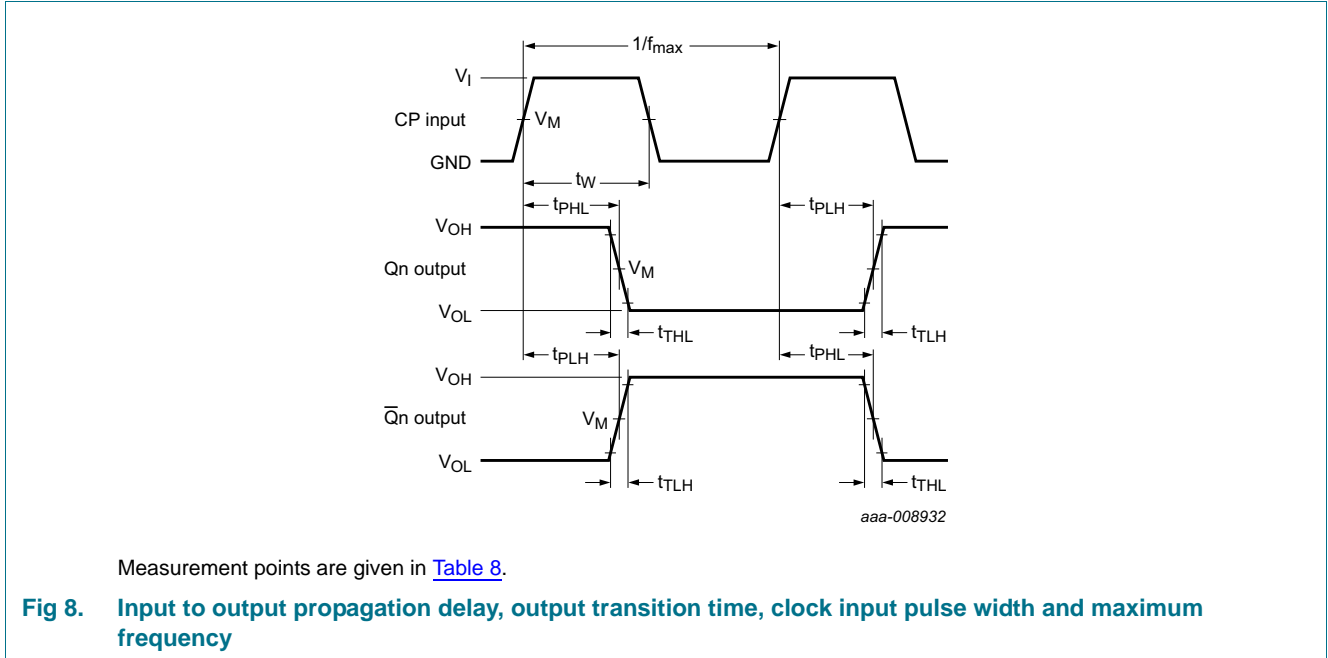 1/fmax
VI
CP input
VM
GND
tW
tPHL
tPLH
VOH
Qn output
VM
VOL
tTHL
tTLH
tPLH
tPHL
VOH
Q̅n output
VM
VOL
tTLH
tTHL
aaa-008932
Measurement points are given in Table 8.
Fig 8. Input to output propagation delay, output transition time, clock input pulse width and maximum
frequency